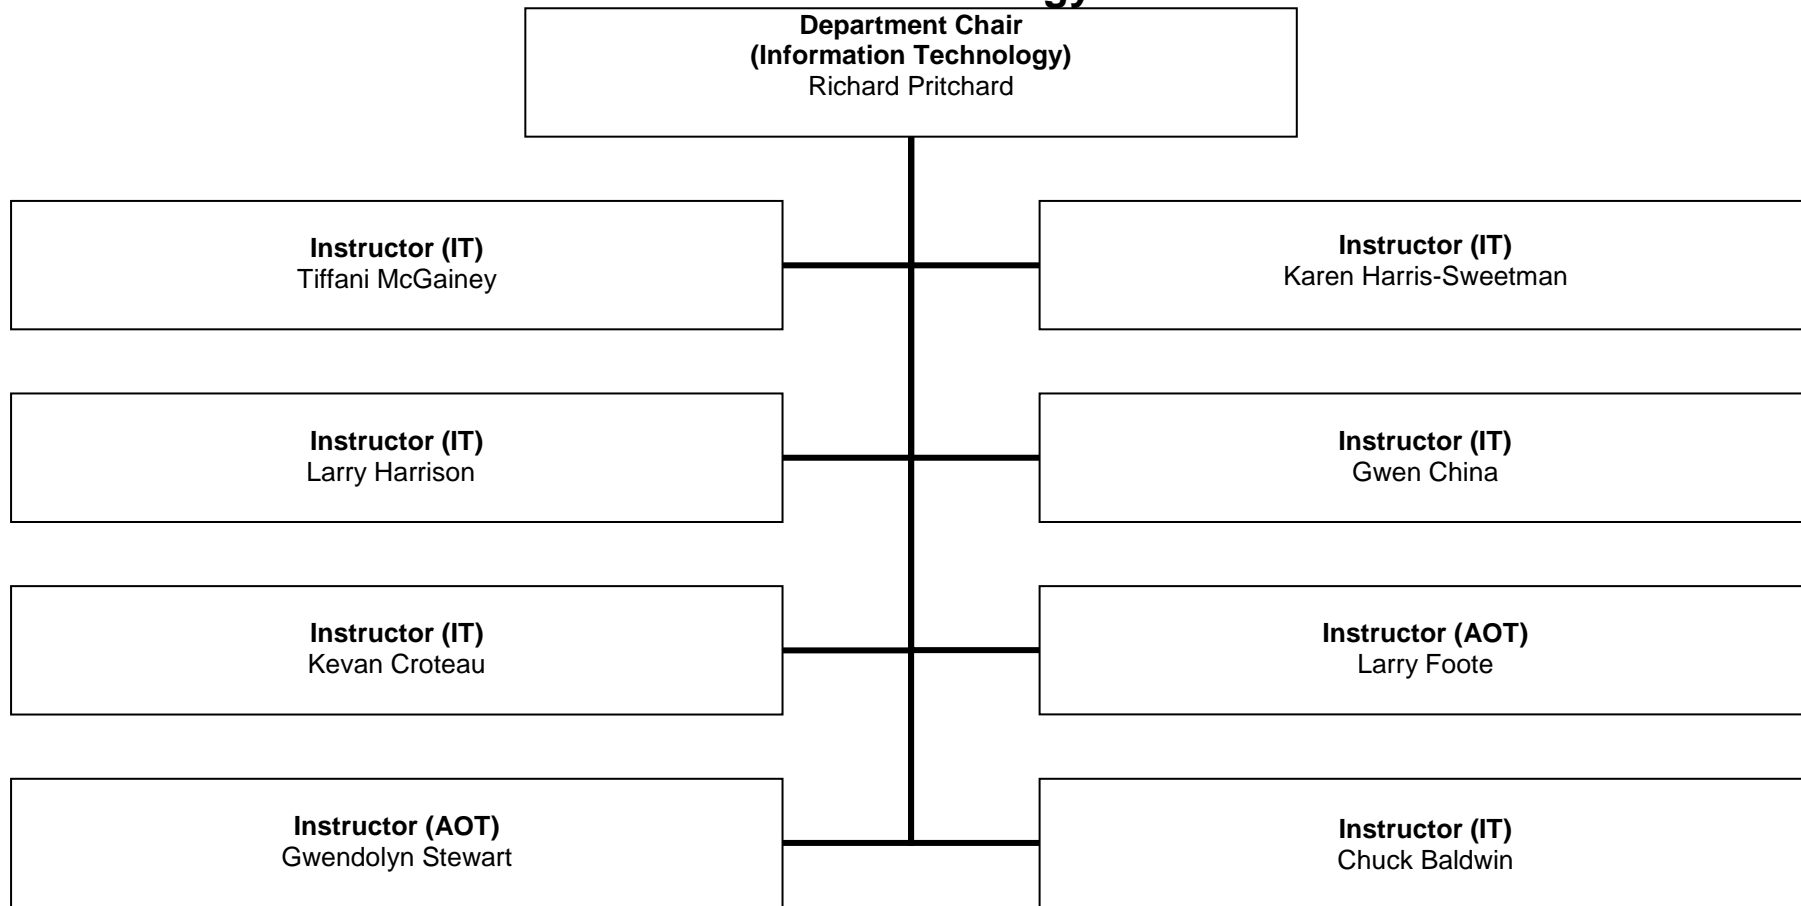 Department Chair
(Information Technology)
Richard Pritchard
Instructor (IT)
Tiffani McGainey
Instructor (IT)
Karen Harris-Sweetman
Instructor (IT)
Larry Harrison
Instructor (IT)
Gwen China
Instructor (IT)
Kevan Croteau
Instructor (AOT)
Larry Foote
Instructor (AOT)
Gwendolyn Stewart
Instructor (IT)
Chuck Baldwin